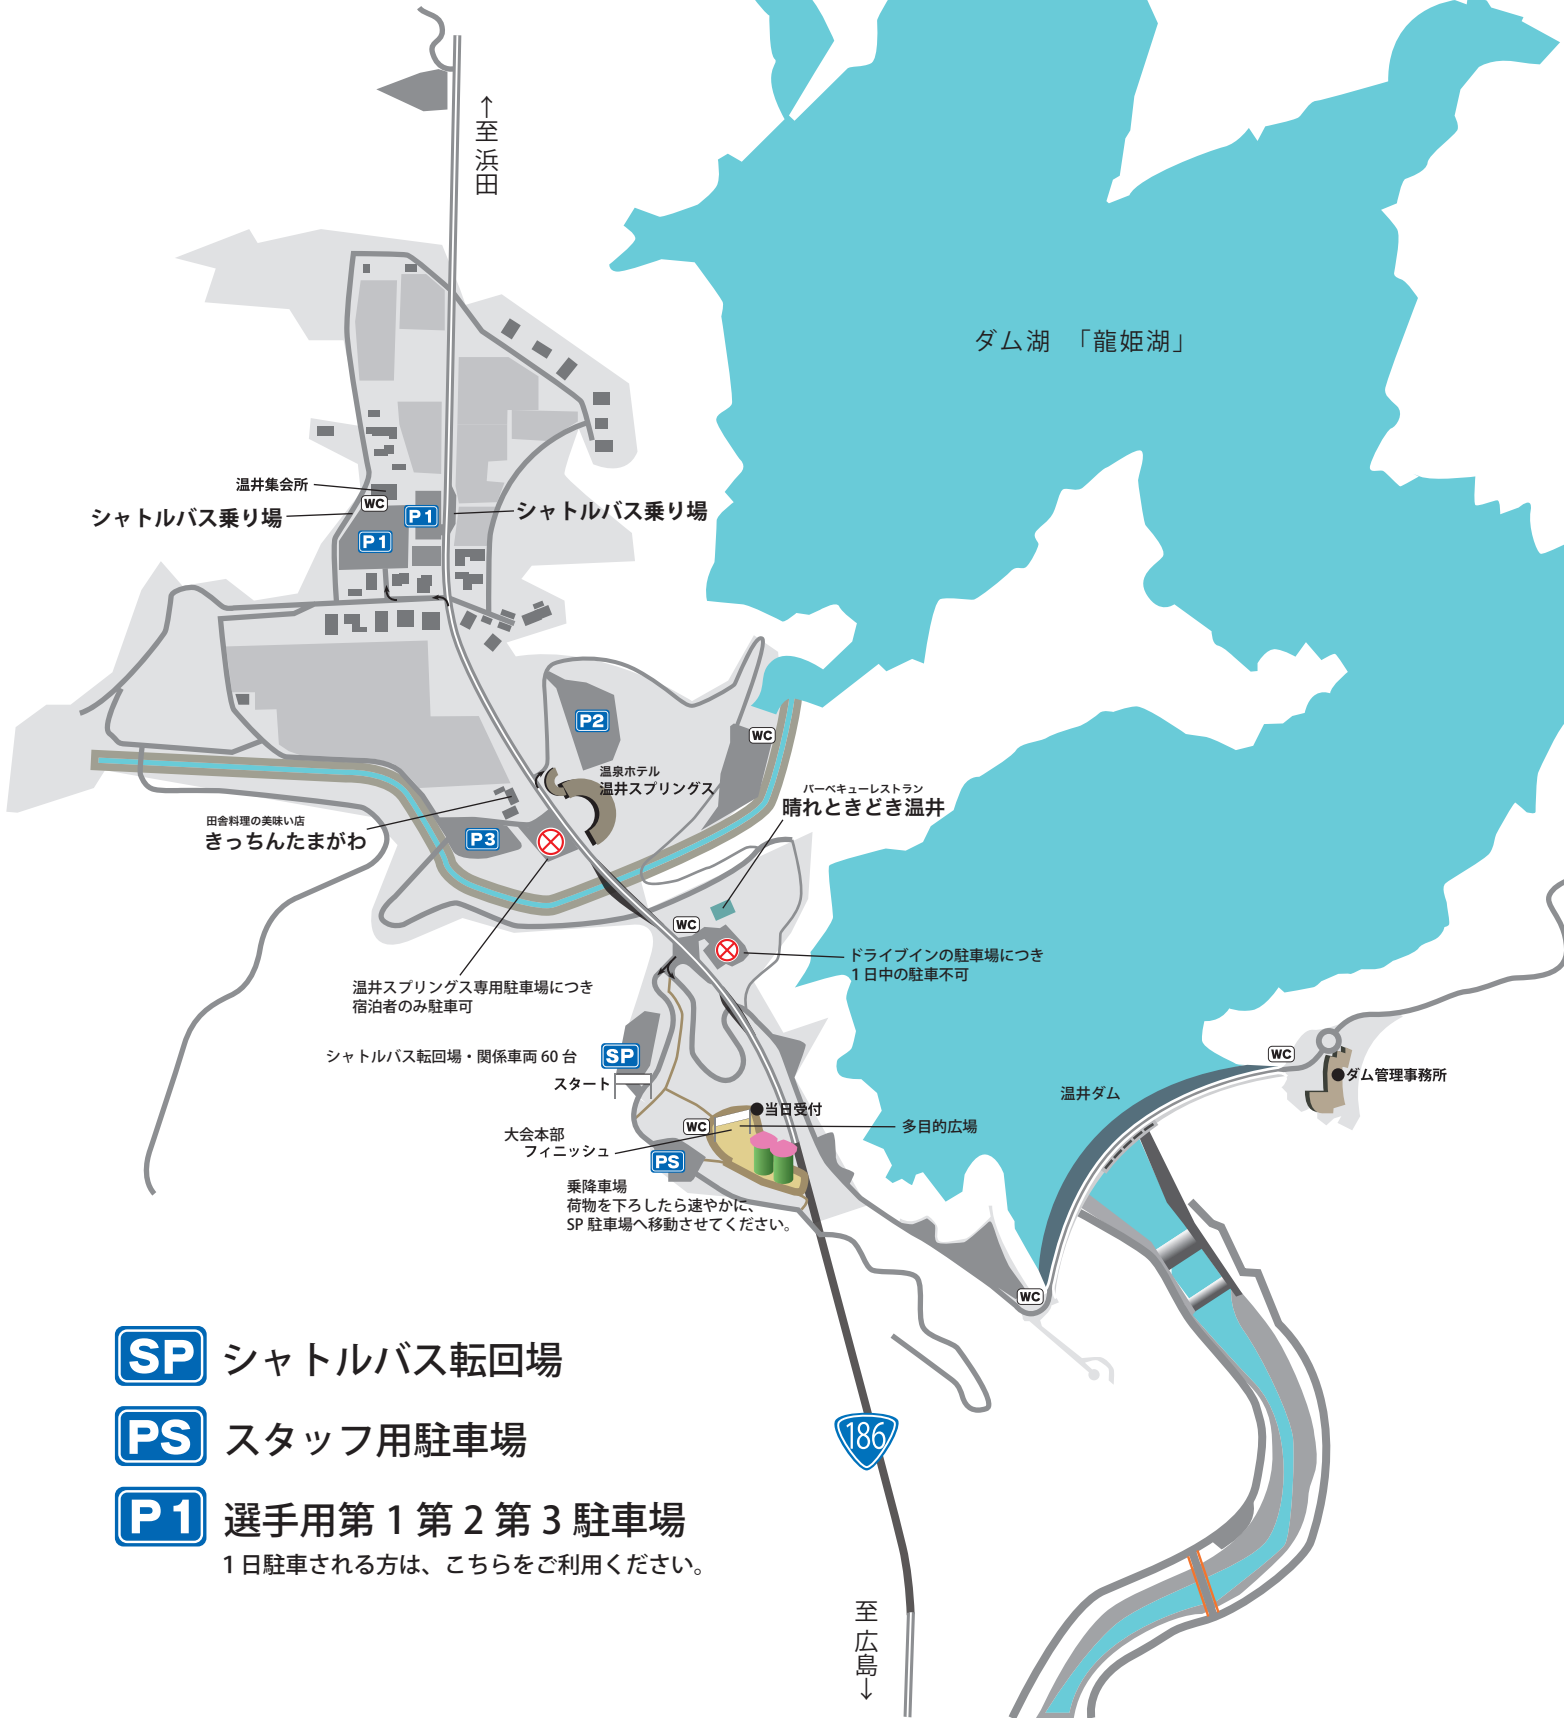 ↑至 浜田
ダム湖 「龍姫湖」
温井集会所
WC
シャトルバス乗り場
P1
シャトルバス乗り場
P1
P2
WC
温泉ホテル
温井スプリングス
バーベキューレストラン
晴れときどき温井
田舎料理の美味い店
きっちんたまがわ
P3
WC
ドライブインの駐車場につき
1日中の駐車不可
温井スプリングス専用駐車場につき
宿泊者のみ駐車可
シャトルバス転回場・関係車両 60 台
SP
スタート
WC
ダム管理事務所
温井ダム
当日受付
WC
多目的広場
大会本部
フィニッシュ
PS
乗降車場
荷物を下ろしたら速やかに、
SP 駐車場へ移動させてください。
WC
SP シャトルバス転回場
PS スタッフ用駐車場
P1 選手用第 1 第 2 第 3 駐車場
1 日駐車される方は、こちらをご利用ください。
186
至 広島↓